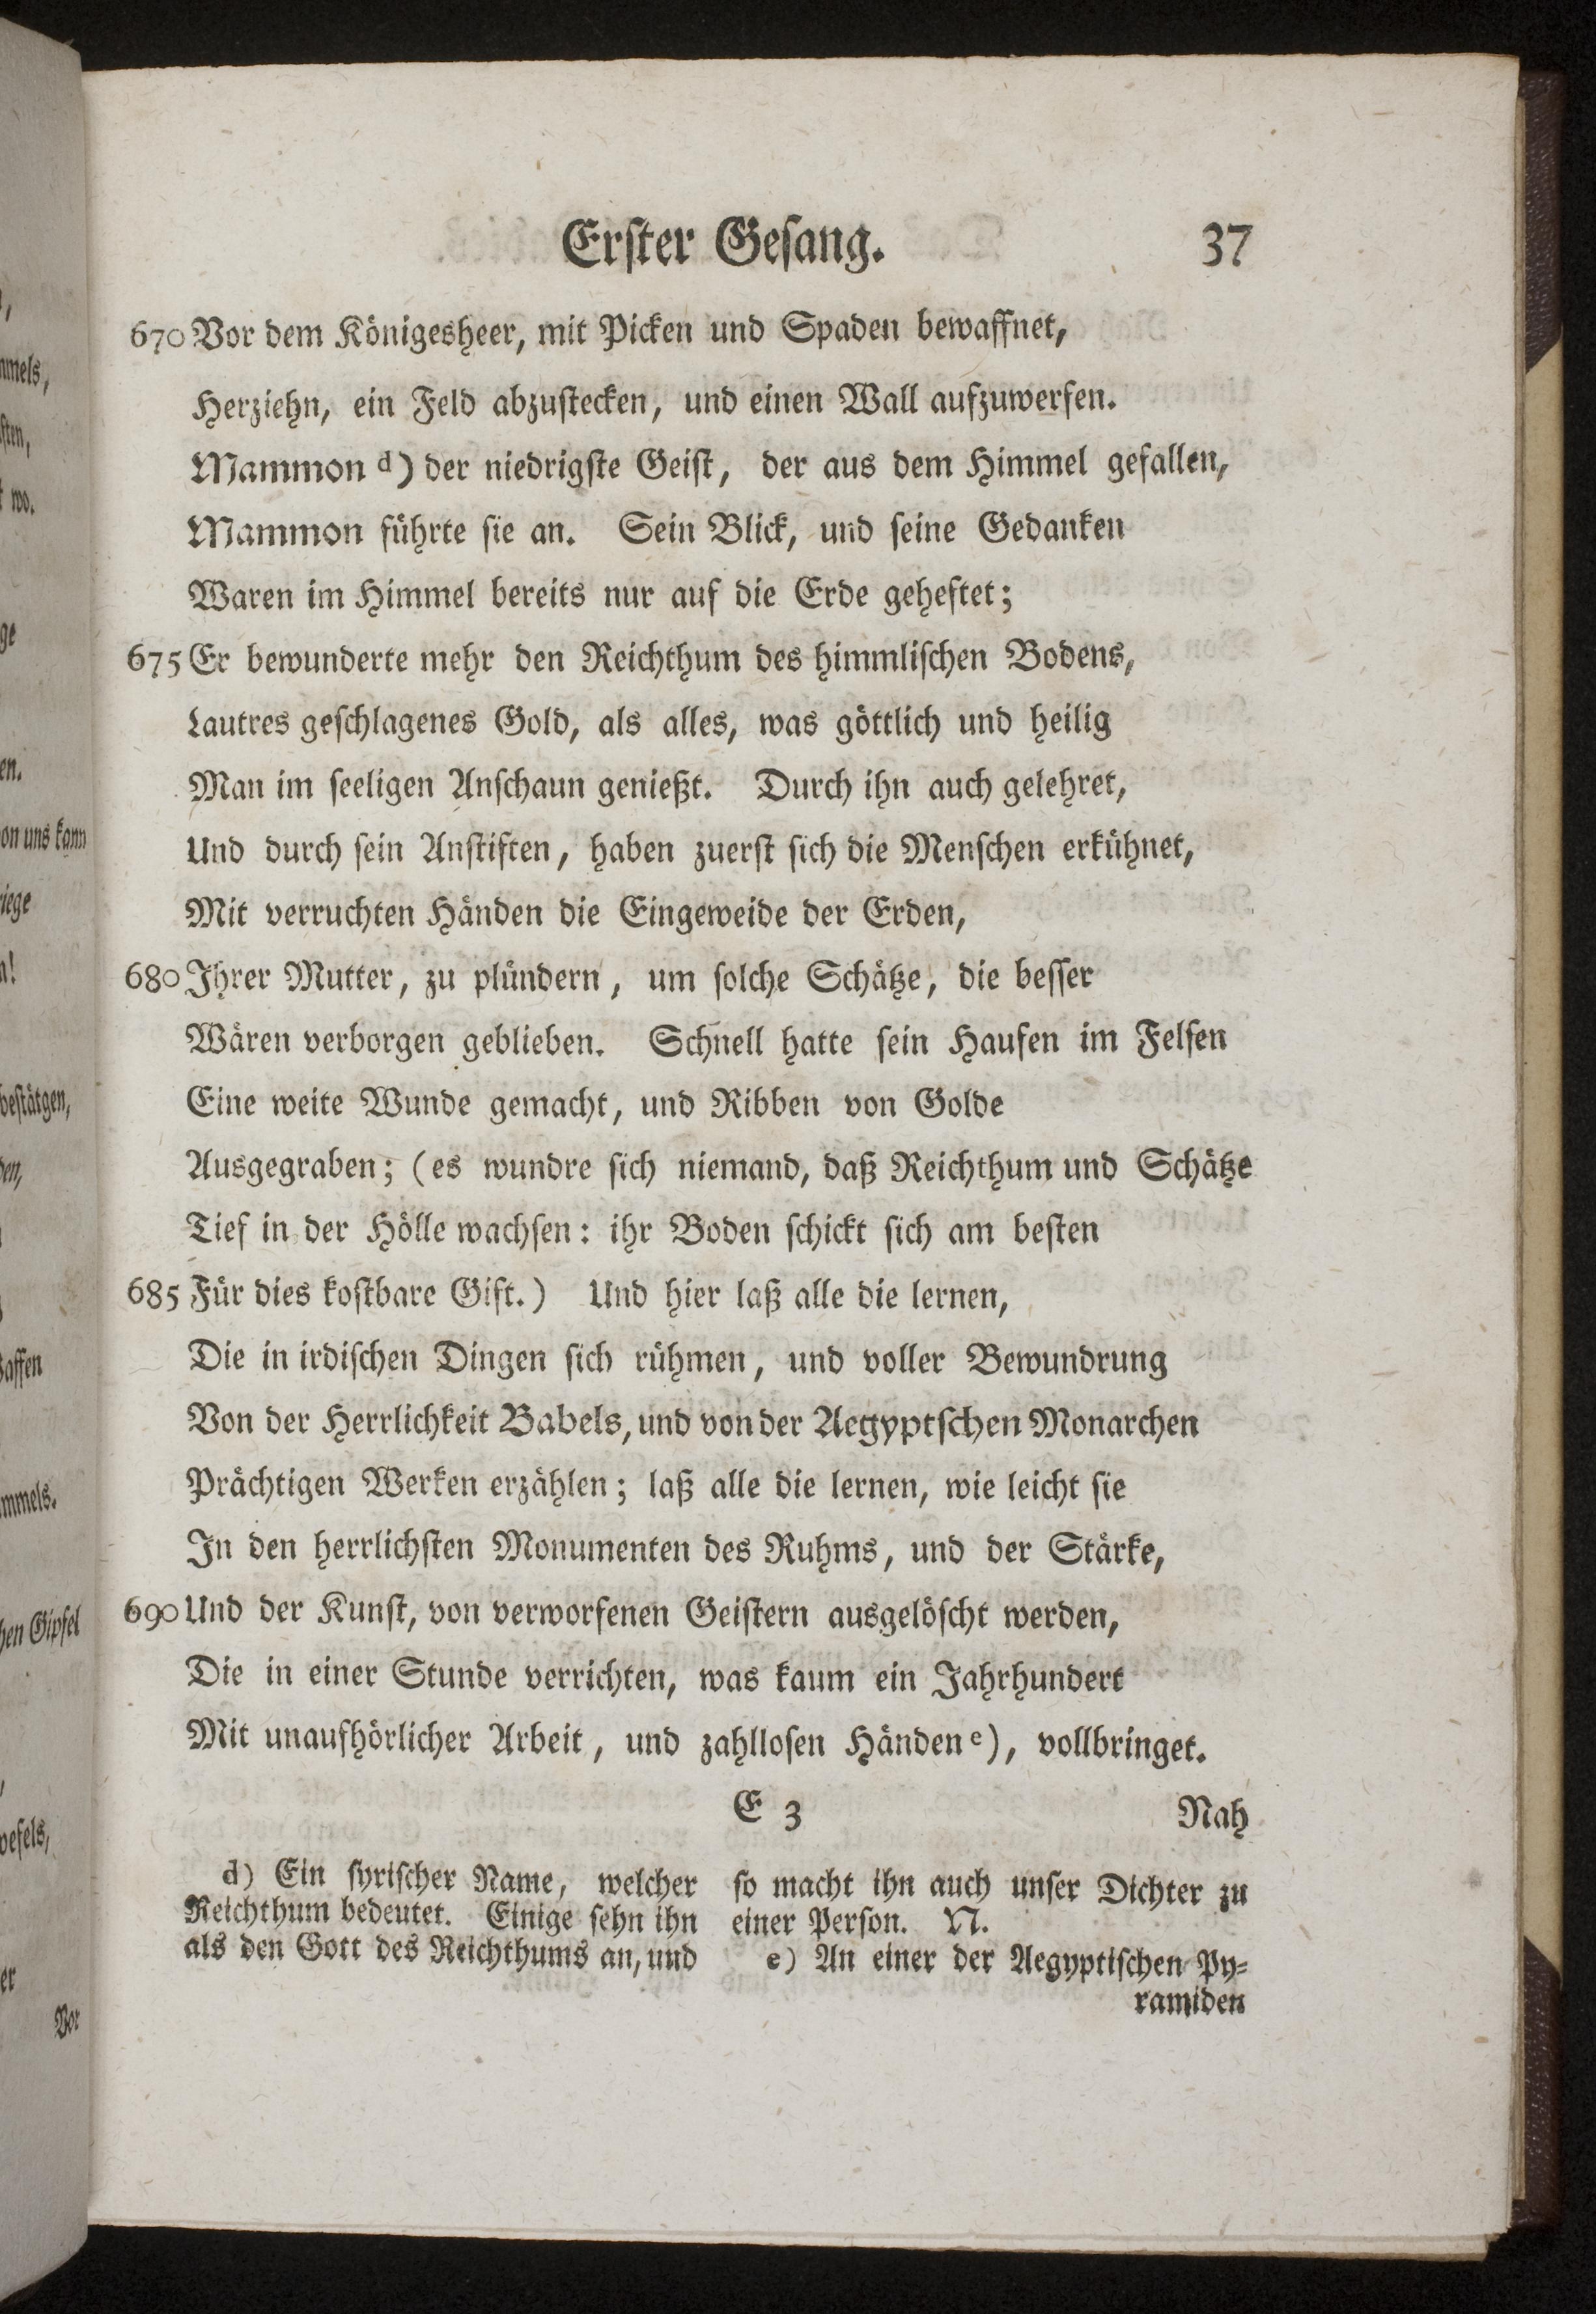 Erster Gesang. 37
670 Vor dem Königesheer, mit Picken und Spaden bewaffnet,
Herziehn, ein Feld abzustecken, und einen Wall aufzuwerfen.
Mammon d) der niedrigste Geist, der aus dem Himmel gefallen,
Mammon führte sie an. Sein Blick, und seine Gedanken
Waren im Himmel bereits nur auf die Erde geheftet;
675 Er bewunderte mehr den Reichthum des himmlischen Bodens,
Lautres geschlagenes Gold, als alles, was göttlich und heilig
Man im seeligen Anschaun genießt. Durch ihn auch gelehret,
Und durch sein Anstiften, haben zuerst sich die Menschen erkühnet,
Mit verruchten Händen die Eingeweide der Erden,
680 Ihrer Mutter, zu plündern, um solche Schätze, die besser
Wären verborgen geblieben. Schnell hatte sein Haufen im Felsen
Eine weite Wunde gemacht, und Ribben von Golde
Ausgegraben; (es wundre sich niemand, daß Reichthum und Schätze
Tief in der Hölle wachsen: ihr Boden schickt sich am besten
685 Für dies kostbare Gift.) Und hier laß alle die lernen,
Die in irdischen Dingen sich rühmen, und voller Bewundrung
Von der Herrlichkeit Babels, und von der Aegyptschen Monarchen
Prächtigen Werken erzählen; laß alle die lernen, wie leicht sie
In den herrlichsten Monumenten des Ruhms, und der Stärke,
690 Und der Kunst, von verworfenen Geistern ausgelöscht werden,
Die in einer Stunde verrichten, was kaum ein Jahrhundert
Mit unaufhörlicher Arbeit, und zahllosen Händen e), vollbringet.
E 3 Nah
d) Ein syrischer Name, welcher
Reichthum bedeutet. Einige sehn ihn
als den Gott des Reichthums an, und
so macht ihn auch unser Dichter zu
einer Person. N.
e) An einer der Aegyptischen Py-
ramiden